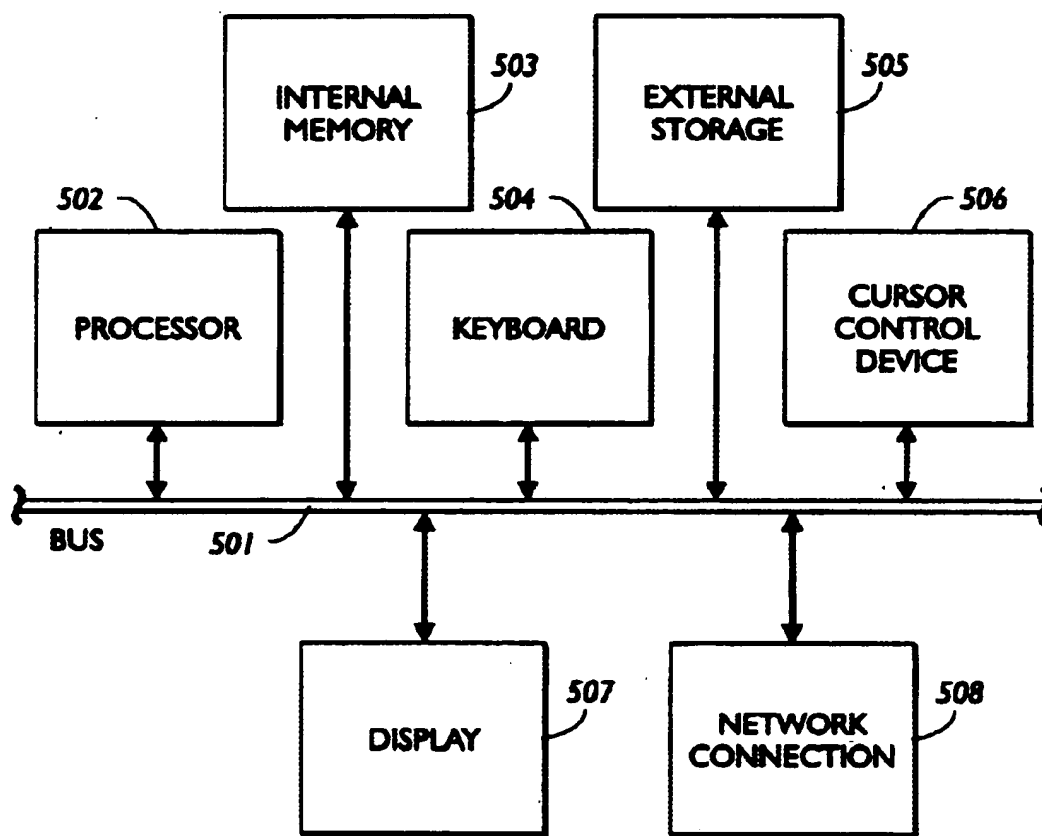 503
INTERNAL
MEMORY
505
EXTERNAL
STORAGE
502
PROCESSOR
504
KEYBOARD
506
CURSOR
CONTROL
DEVICE
BUS
501
507
DISPLAY
508
NETWORK
CONNECTION